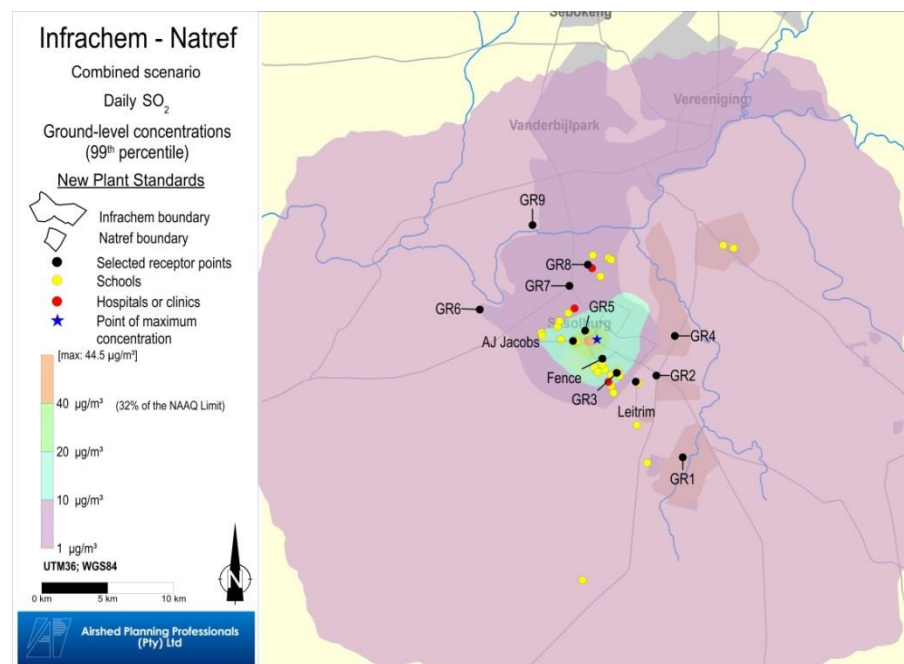 Infrachem - Natref
Combined scenario
Daily SO₂
Ground-level concentrations
(99th percentile)
New Plant Standards
Infrachem boundary
Natref boundary
Selected receptor points
Schools
Hospitals or clinics
Point of maximum
concentration
[max: 44.5 µg/m³]
40 µg/m³ (32% of the NAAQ Limit)
20 µg/m³
10 µg/m³
1 µg/m³
UTM36; WGS84
0 km 5 km 10 km
N
Airshed Planning Professionals
(Pty) Ltd
Sebokeng
Vereeniging
Vanderbijlpark
GR9
GR8
GR7
GR6
GR5
Sasolburg
AJ Jacobs
GR4
Fence
GR2
GR3
Leitrim
GR1